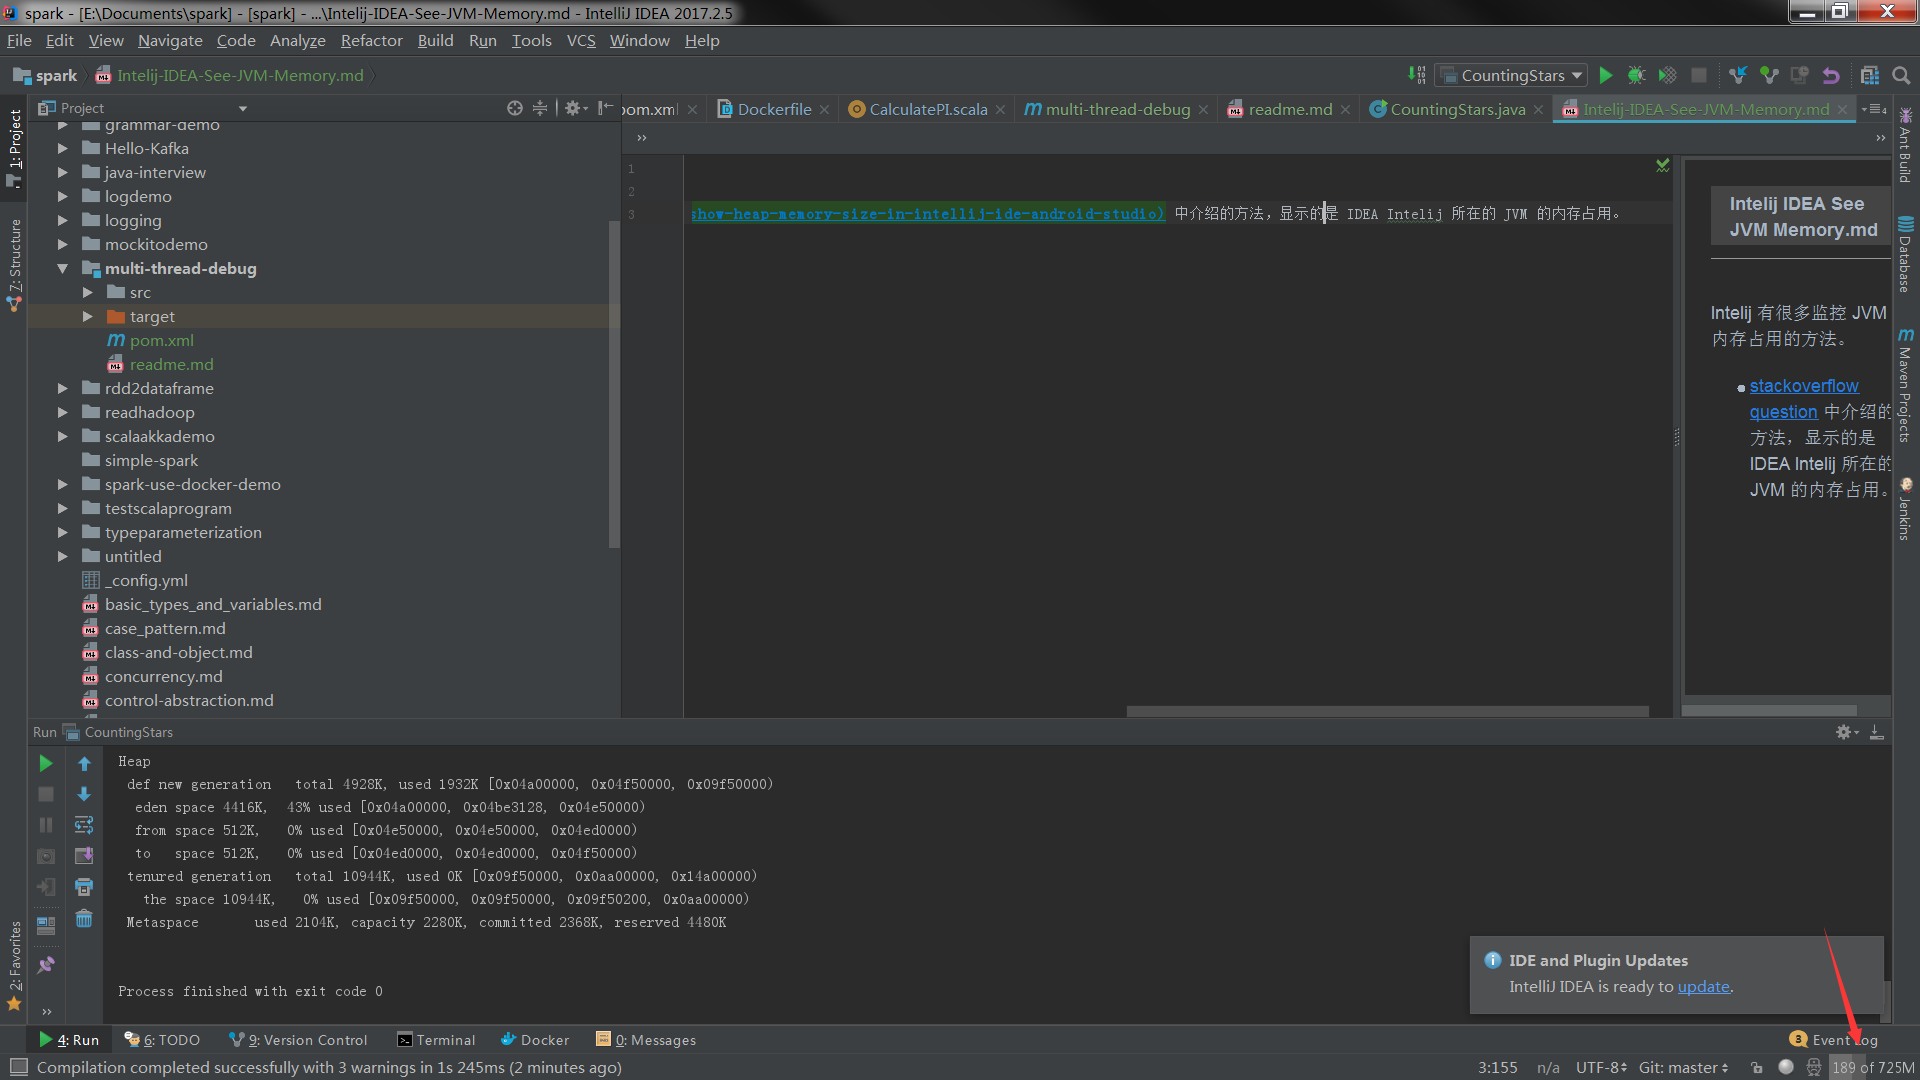 spark - [E:\Documents\spark] - [spark] - ...\Intelij-IDEA-See-JVM-Memory.md - IntelliJ IDEA 2017.2.5
File Edit View Navigate Code Analyze Refactor Build Run Tools VCS Window Help
spark Intelij-IDEA-See-JVM-Memory.md
CountingStars
Project
pom.xml Dockerfile CalculatePI.scala multi-thread-debug readme.md CountingStars.java Intelij-IDEA-See-JVM-Memory.md
1: Project
7: Structure
2: Favorites
grammar-demo
Hello-Kafka
java-interview
logdemo
logging
mockitodemo
multi-thread-debug
src
target
pom.xml
readme.md
rdd2dataframe
readhadoop
scalaakkademo
simple-spark
spark-use-docker-demo
testscalaprogram
typeparameterization
untitled
_config.yml
basic_types_and_variables.md
case_pattern.md
class-and-object.md
concurrency.md
control-abstraction.md
1
2
3 show-heap-memory-size-in-intellij-ide-android-studio) 中介绍的方法，显示的是 IDEA Intelij 所在的 JVM 的内存占用。
Intelij IDEA See
JVM Memory.md
Intelij 有很多监控 JVM
内存占用的方法。
stackoverflow
question 中介绍的
方法，显示的是
IDEA Intelij 所在的
JVM 的内存占用。
Ant Build
Database
Maven Projects
Jenkins
Run CountingStars
Heap
def new generation total 4928K, used 1932K [0x04a00000, 0x04f50000, 0x09f50000)
eden space 4416K, 43% used [0x04a00000, 0x04be3128, 0x04e50000)
from space 512K, 0% used [0x04e50000, 0x04e50000, 0x04ed0000)
to space 512K, 0% used [0x04ed0000, 0x04ed0000, 0x04f50000)
tenured generation total 10944K, used 0K [0x09f50000, 0x0aa00000, 0x14a00000)
the space 10944K, 0% used [0x09f50000, 0x09f50000, 0x09f50200, 0x0aa00000)
Metaspace used 2104K, capacity 2280K, committed 2368K, reserved 4480K
Process finished with exit code 0
IDE and Plugin Updates
IntelliJ IDEA is ready to update.
4: Run 6: TODO 9: Version Control Terminal Docker 0: Messages 3 Event Log
Compilation completed successfully with 3 warnings in 1s 245ms (2 minutes ago) 3:155 n/a UTF-8 Git: master 189 of 725M